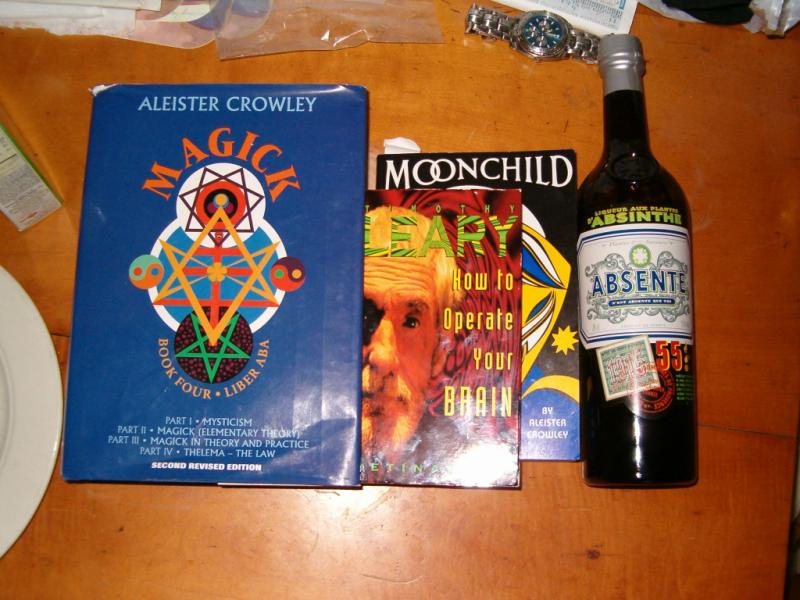 ALEISTER CROWLEY
MAGICK
BOOK FOUR • LIBER ABA
PART I • MYSTICISM
PART II • MAGICK (ELEMENTARY THEORY)
PART III • MAGICK IN THEORY AND PRACTICE
PART IV • THELEMA – THE LAW
SECOND REVISED EDITION
MOTHY
LEARY
How to
Operate
Your
BRAIN
RETINA
MOONCHILD
BY
ALEISTER
CROWLEY
LIQUEUR AUX PLANTES
D'ABSINTHE
ABSENTE
55°